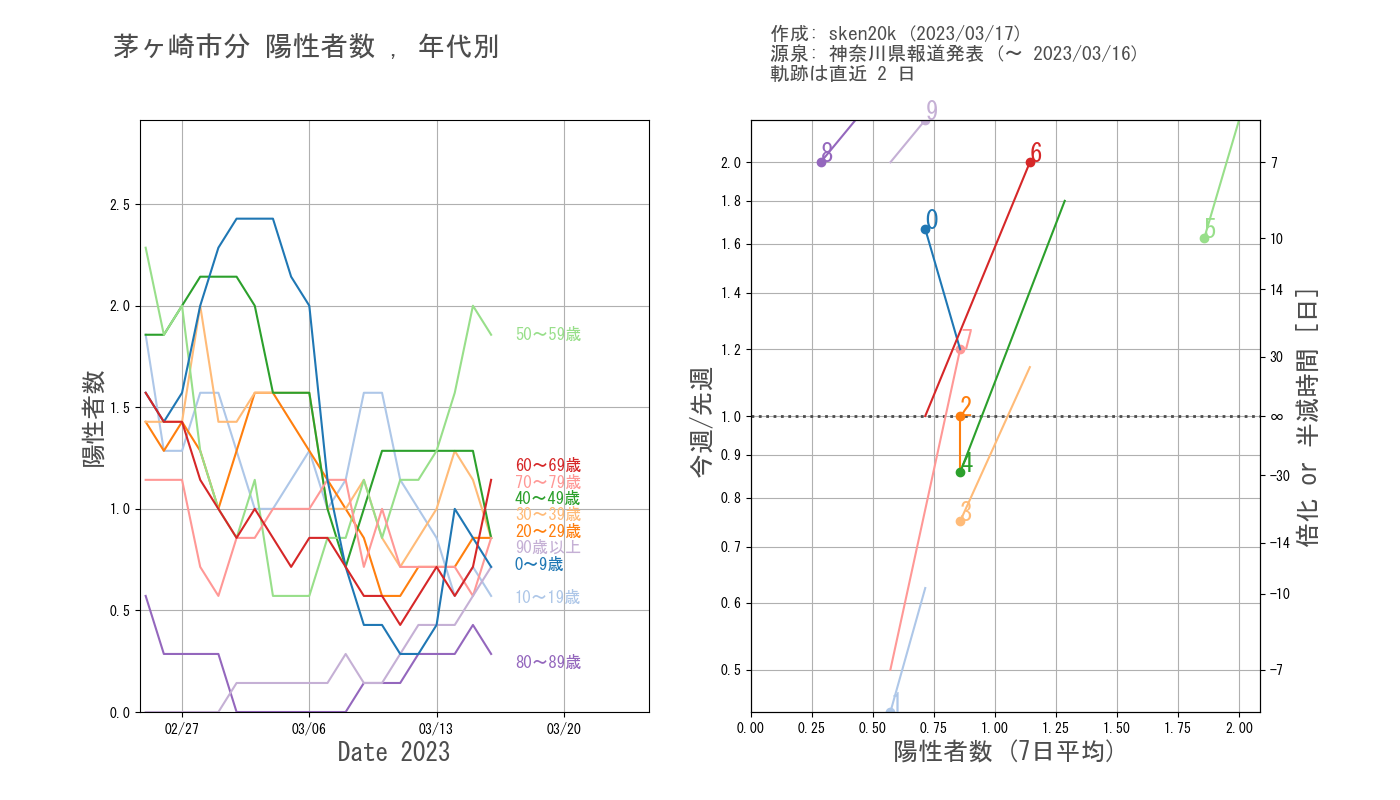 茅ヶ崎市分 陽性者数 , 年代別
作成: sken20k (2023/03/17)
源泉: 神奈川県報道発表 (〜 2023/03/16)
軌跡は直近 2 日
陽性者数
2.5
2.0
1.5
1.0
0.5
0.0
50〜59歳
60〜69歳
70〜79歳
40〜49歳
30〜39歳
20〜29歳
90歳以上
0〜9歳
10〜19歳
80〜89歳
02/27 03/06 03/13 03/20
Date 2023
今週/先週
2.0
1.8
1.6
1.4
1.2
1.0
0.9
0.8
0.7
0.6
0.5
9
8
6
0
5
7
2
4
3
1
7
10
14
30
∞
−30
−14
−10
−7
倍化 or 半減時間 [日]
0.00 0.25 0.50 0.75 1.00 1.25 1.50 1.75 2.00
陽性者数 (7日平均)